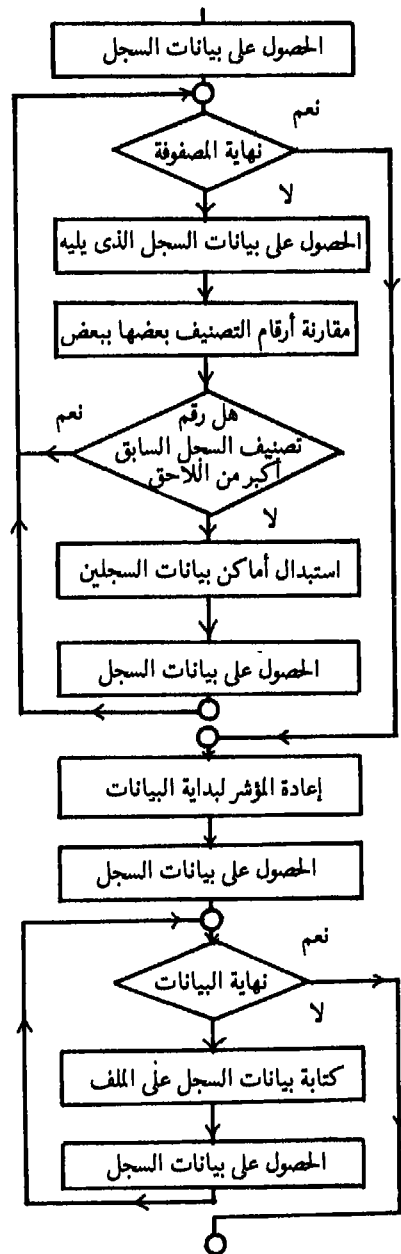 الحصول على بيانات السجل
نعم
نهاية المصفوفة
لا
الحصول على بيانات السجل الذى يليه
مقارنة أرقام التصنيف بعضها ببعض
نعم
هل رقم
تصنيف السجل السابق
أكبر من اللاحق
لا
استبدال أماكن بيانات السجلين
الحصول على بيانات السجل
إعادة المؤشر لبداية البيانات
الحصول على بيانات السجل
نعم
نهاية البيانات
لا
كتابة بيانات السجل على الملف
الحصول على بيانات السجل